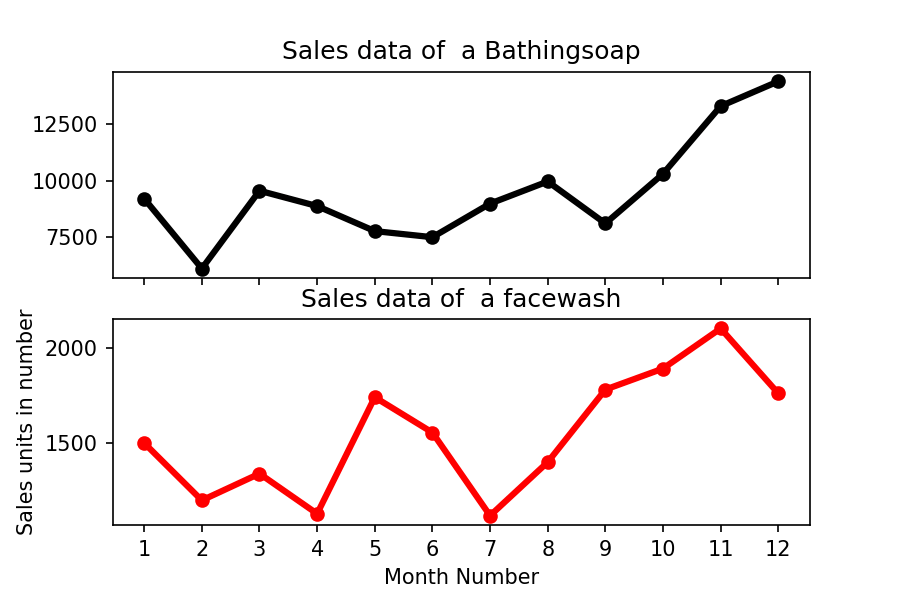 Sales data of  a Bathingsoap
12500
10000
7500
Sales data of  a facewash
Sales units in number
2000
1500
1 2 3 4 5 6 7 8 9 10 11 12
Month Number